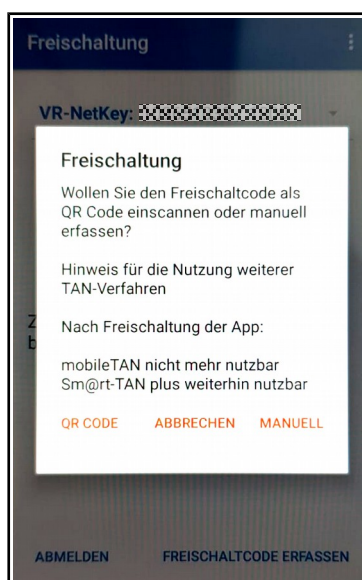 Freischaltung
VR-NetKey:
Freischaltung
Wollen Sie den Freischaltcode als
QR Code einscannen oder manuell
erfassen?
Hinweis für die Nutzung weiterer
TAN-Verfahren
Nach Freischaltung der App:
mobileTAN nicht mehr nutzbar
Sm@rt-TAN plus weiterhin nutzbar
QR CODE ABBRECHEN MANUELL
ABMELDEN FREISCHALTCODE ERFASSEN